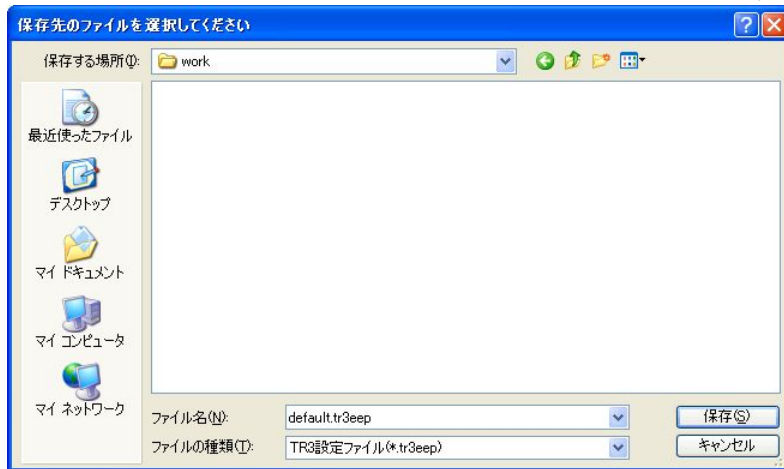 保存先のファイルを選択してください
保存する場所(I):
work
最近使ったファイル
デスクトップ
マイ ドキュメント
マイ コンピュータ
マイ ネットワーク
ファイル名(N):
default.tr3eep
保存(S)
ファイルの種類(T):
TR3設定ファイル(*.tr3eep)
キャンセル